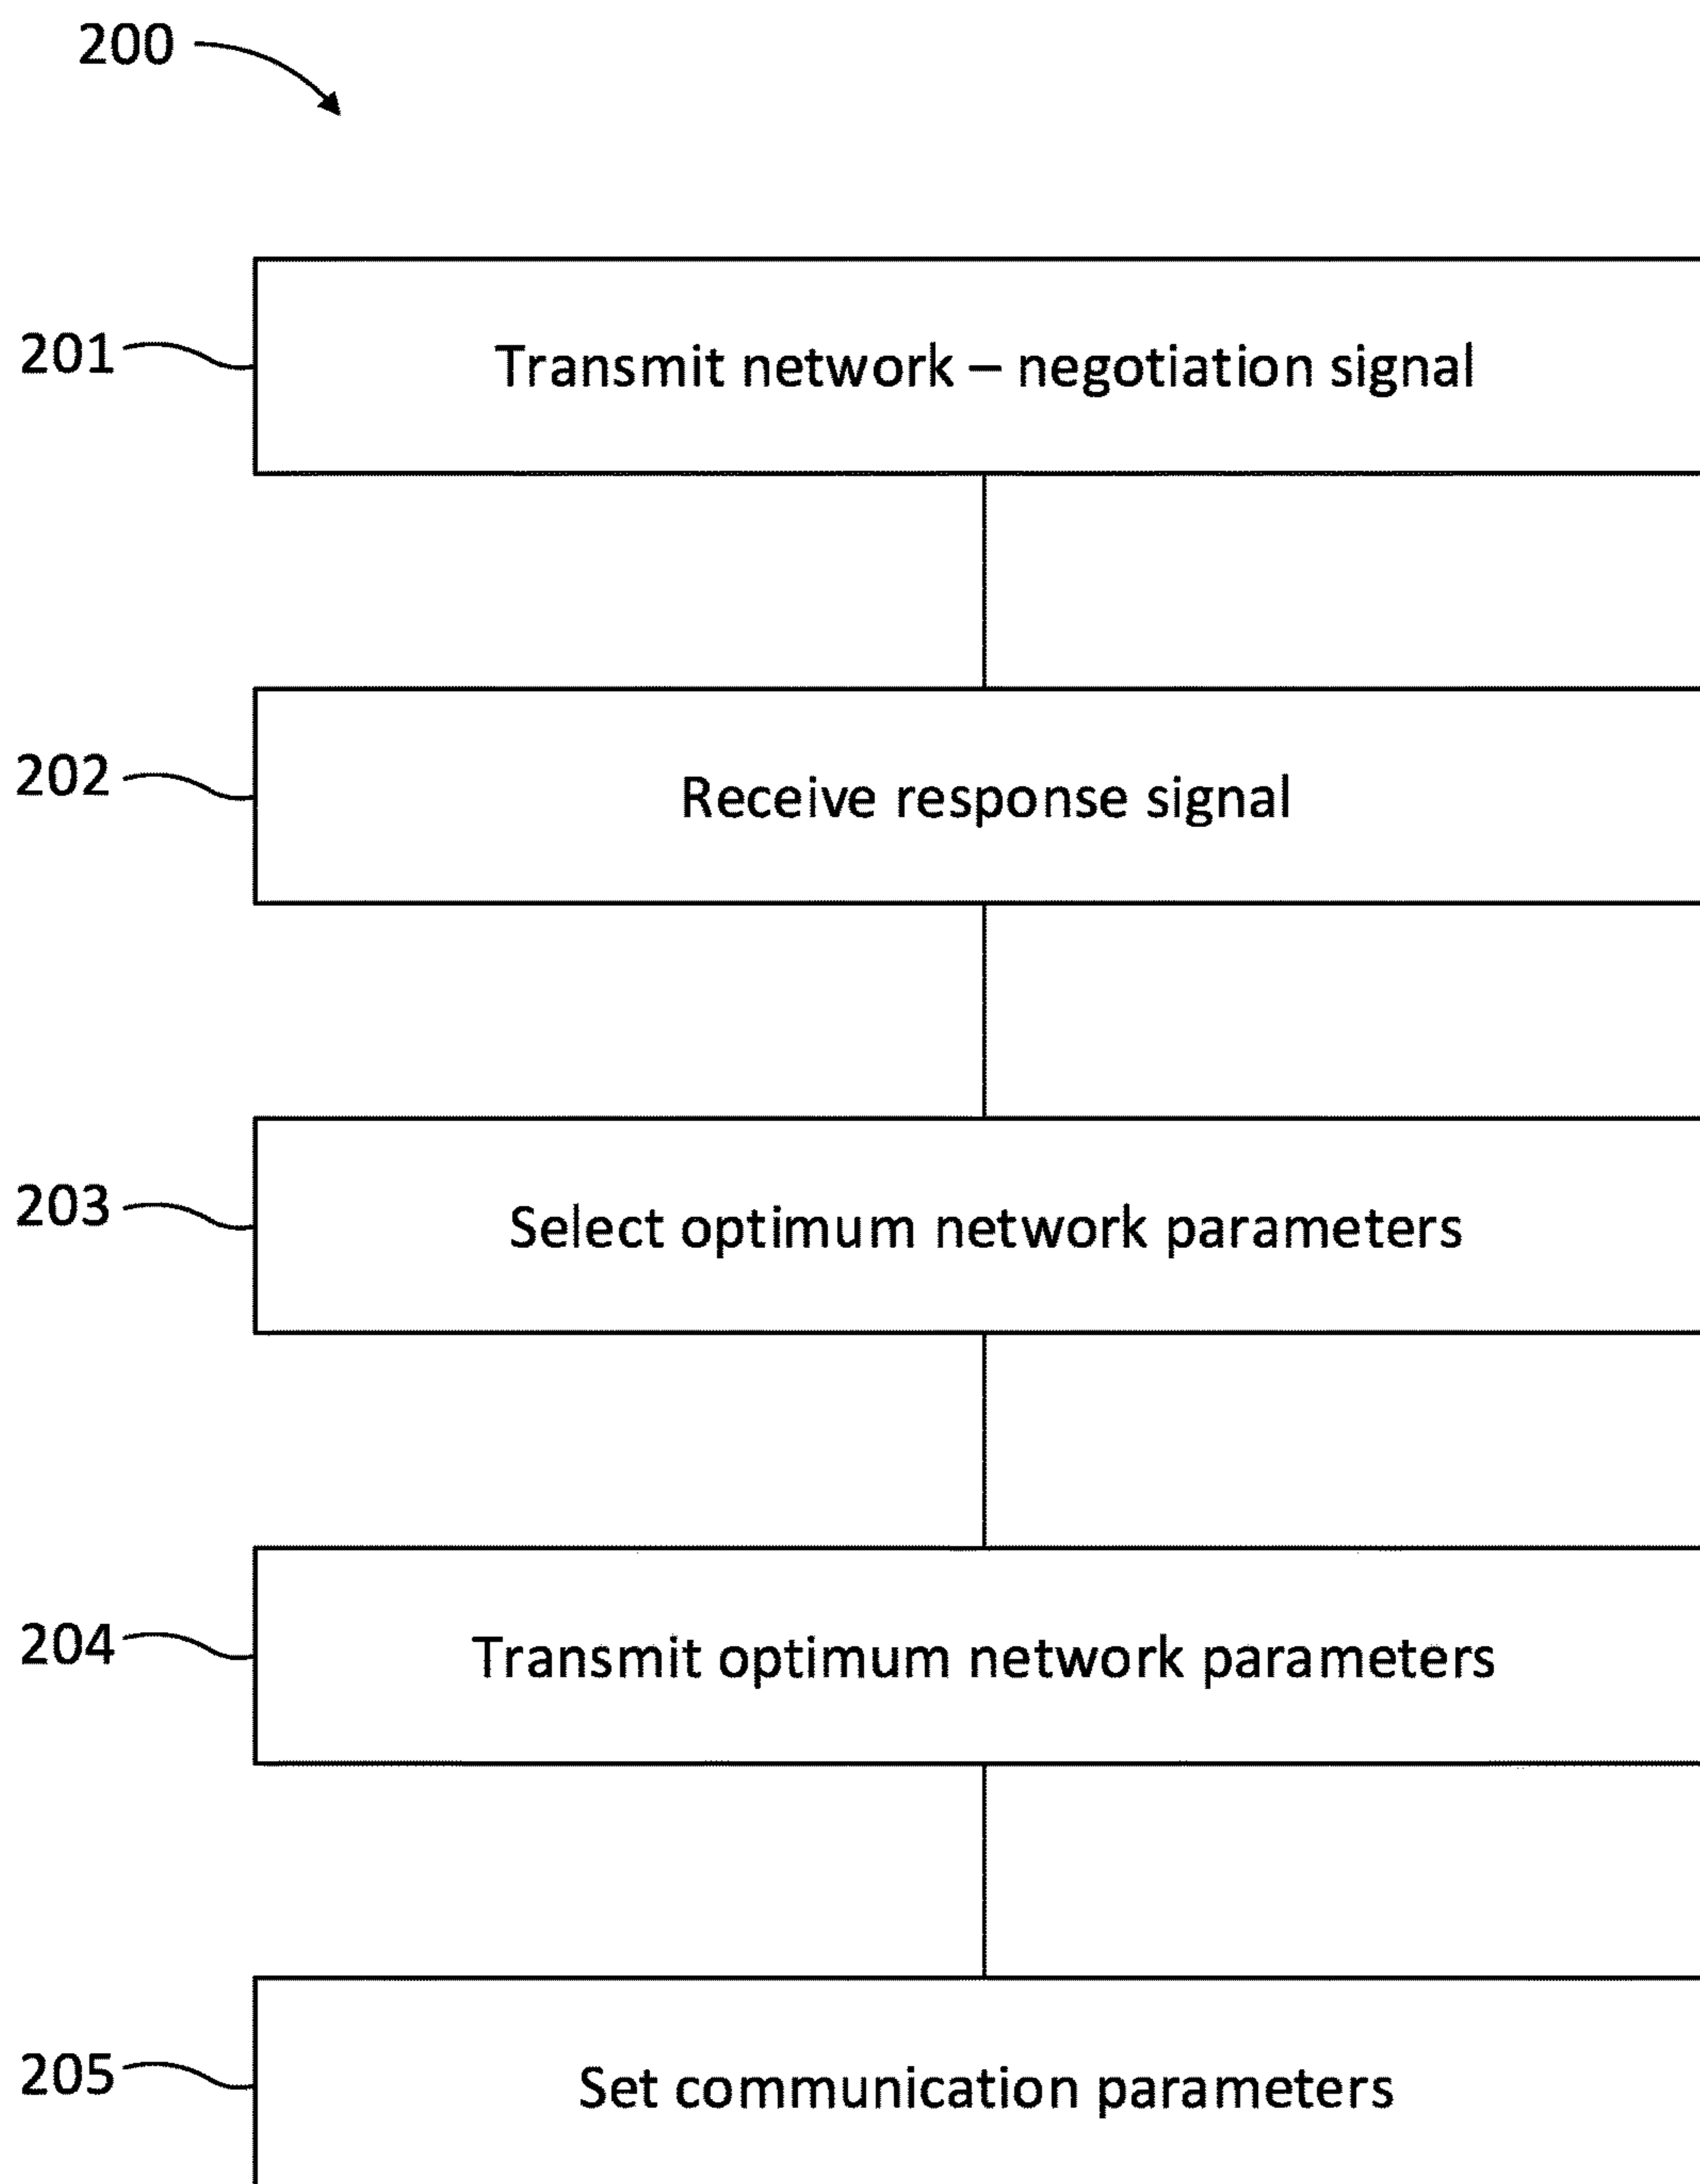 200
201
Transmit network – negotiation signal
202
Receive response signal
203
Select optimum network parameters
204
Transmit optimum network parameters
205
Set communication parameters